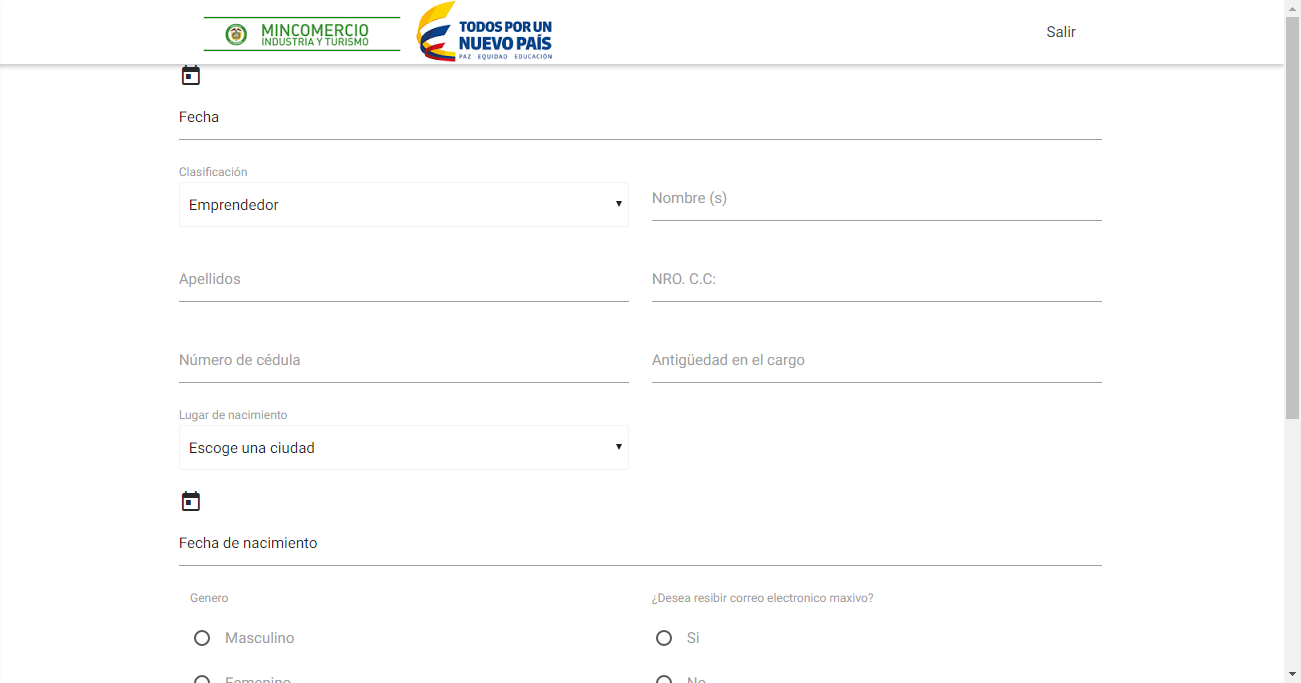 MINCOMERCIO
INDUSTRIA Y TURISMO
TODOS POR UN
NUEVO PAÍS
PAZ EQUIDAD EDUCACIÓN
Salir
Fecha
Clasificación
Emprendedor
Nombre (s)
Apellidos
NRO. C.C:
Número de cédula
Antigüedad en el cargo
Lugar de nacimiento
Escoge una ciudad
Fecha de nacimiento
Genero
¿Desea resibir correo electronico maxivo?
Masculino
Si
Femenino
No